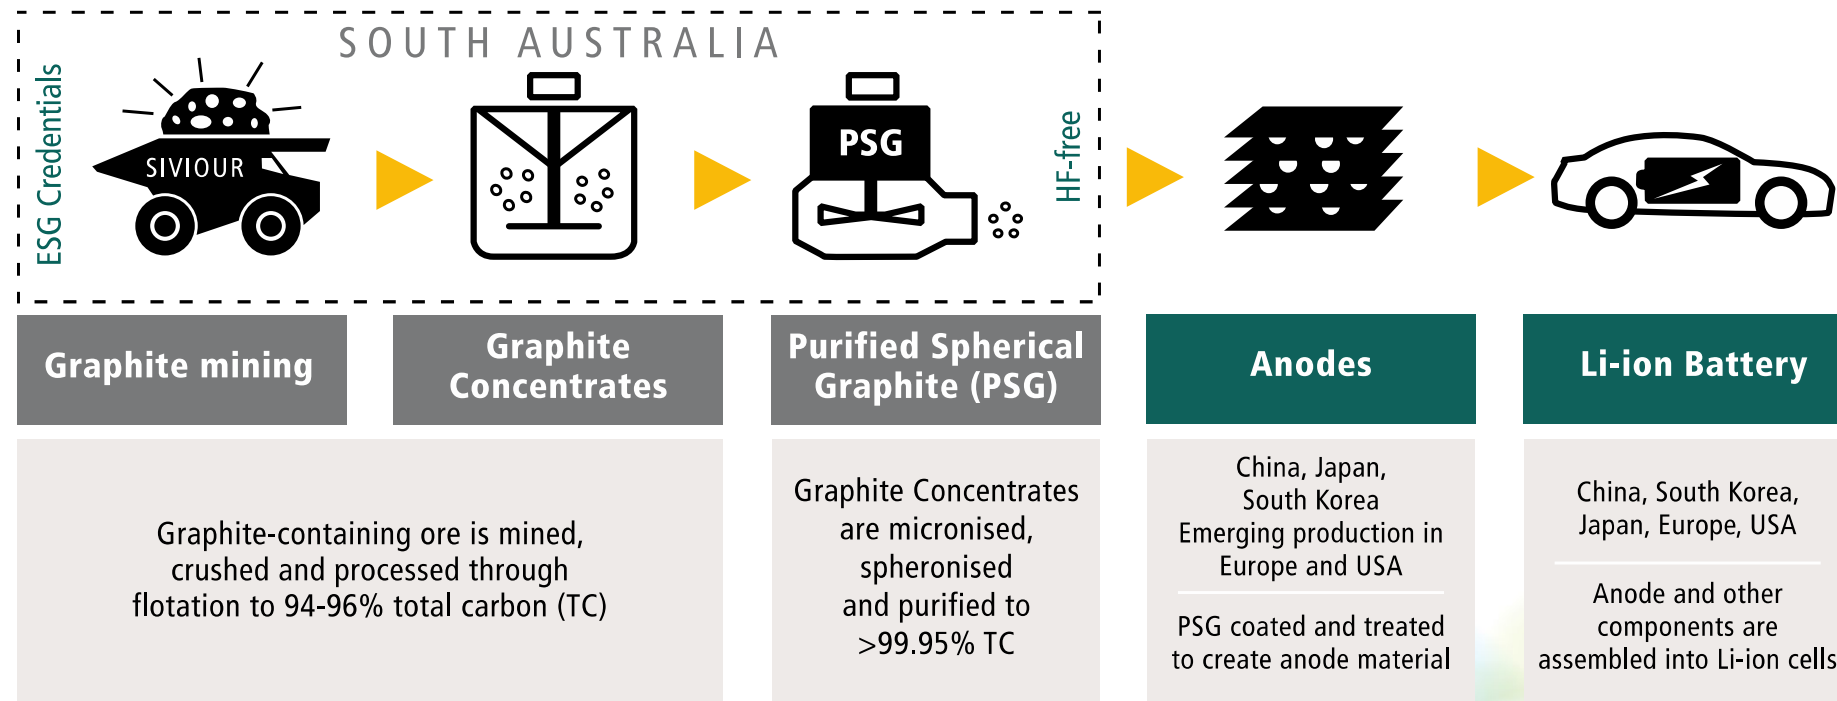 SOUTH AUSTRALIA
ESG Credentials
SIVIOUR
PSG
HF-free
Graphite mining
Graphite
Concentrates
Purified Spherical
Graphite (PSG)
Anodes
Li-ion Battery
Graphite-containing ore is mined,
crushed and processed through
flotation to 94-96% total carbon (TC)
Graphite Concentrates
are micronised,
spheronised
and purified to
>99.95% TC
China, Japan,
South Korea
Emerging production in
Europe and USA
PSG coated and treated
to create anode material
China, South Korea,
Japan, Europe, USA
Anode and other
components are
assembled into Li-ion cells